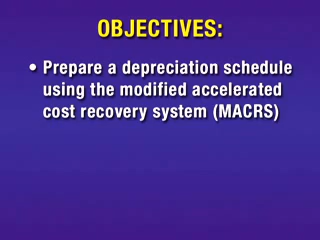 OBJECTIVES:
• Prepare a depreciation schedule
using the modified accelerated
cost recovery system (MACRS)